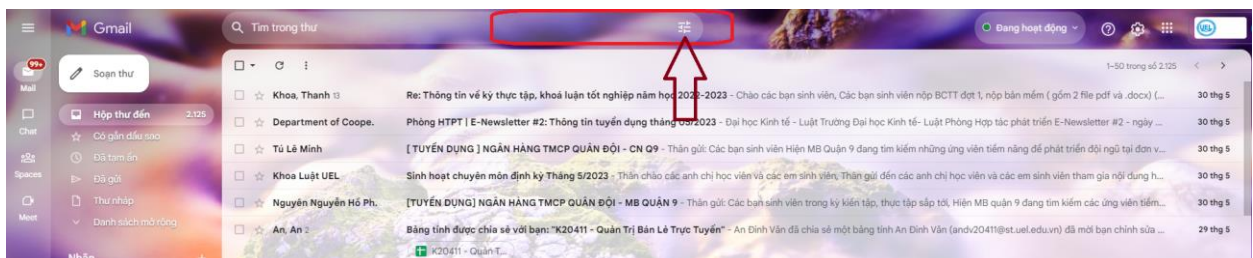 Gmail
Tìm trong thư
Đang hoạt động
UEL
99+
Mail
Soạn thư
1–50 trong số 2.125
Hộp thư đến 2.125
Có gắn dấu sao
Đã tạm ẩn
Đã gửi
Thư nháp
Danh sách mở rộng
Nhãn
Chat
Spaces
Meet
Khoa, Thanh 13 Re: Thông tin về kỳ thực tập, khoá luận tốt nghiệp năm học 2022-2023 - Chào các bạn sinh viên, Các bạn sinh viên nộp BCTT đợt 1, nộp bản mềm ( gồm 2 file pdf và .docx) (... 30 thg 5
Department of Coope. Phòng HTPT | E-Newsletter #2: Thông tin tuyển dụng tháng 05/2023 - Đại học Kinh tế - Luật Trường Đại học Kinh tế- Luật Phòng Hợp tác phát triển E-Newsletter #2 - ngày ... 30 thg 5
Tú Lê Minh [ TUYỂN DỤNG ] NGÂN HÀNG TMCP QUÂN ĐỘI - CN Q9 - Thân gửi: Các bạn sinh viên Hiện MB Quận 9 đang tìm kiếm những ứng viên tiềm năng để phát triển đội ngũ tại đơn v... 30 thg 5
Khoa Luật UEL Sinh hoạt chuyên môn định kỳ Tháng 5/2023 - Thân chào các anh chị học viên và các em sinh viên, Thân gửi đến các anh chị học viên và các em sinh viên tham gia nội dung h... 30 thg 5
Nguyên Nguyễn Hồ Ph. [TUYỂN DỤNG] NGÂN HÀNG TMCP QUÂN ĐỘI - MB QUẬN 9 - Thân gửi: Các bạn sinh viên trong kỳ kiến tập, thực tập sắp tới, Hiện MB quận 9 đang tìm kiếm các ứng viên tiềm... 30 thg 5
An, An 2 Bảng tính được chia sẻ với bạn: "K20411 - Quản Trị Bán Lẻ Trực Tuyến" - An Đinh Văn đã chia sẻ một bảng tính An Đinh Văn (andv20411@st.uel.edu.vn) đã mời bạn chỉnh sửa ... 29 thg 5
K20411 - Quản T...